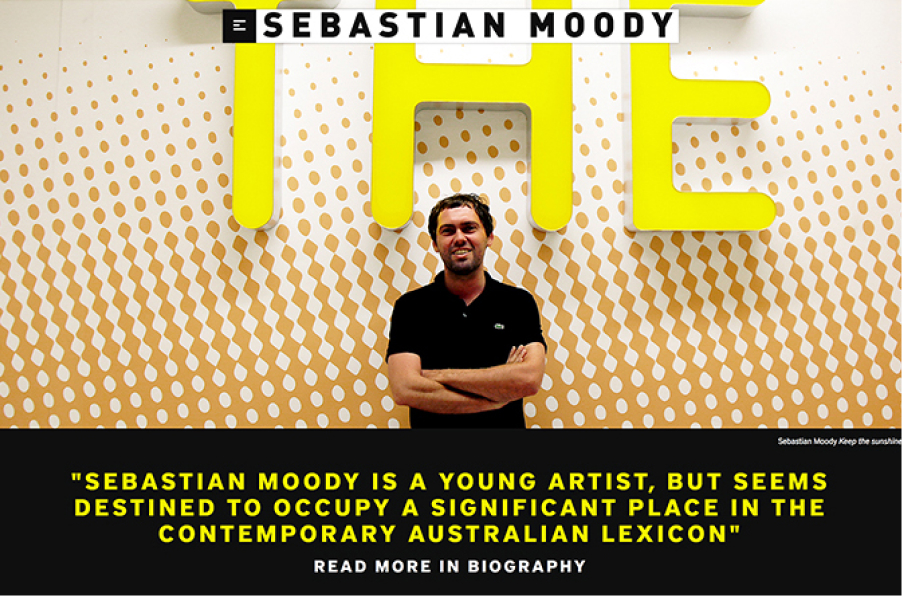 THE
SEBASTIAN MOODY
Sebastian Moody Keep the sunshine
"SEBASTIAN MOODY IS A YOUNG ARTIST, BUT SEEMS
DESTINED TO OCCUPY A SIGNIFICANT PLACE IN THE
CONTEMPORARY AUSTRALIAN LEXICON"
READ MORE IN BIOGRAPHY